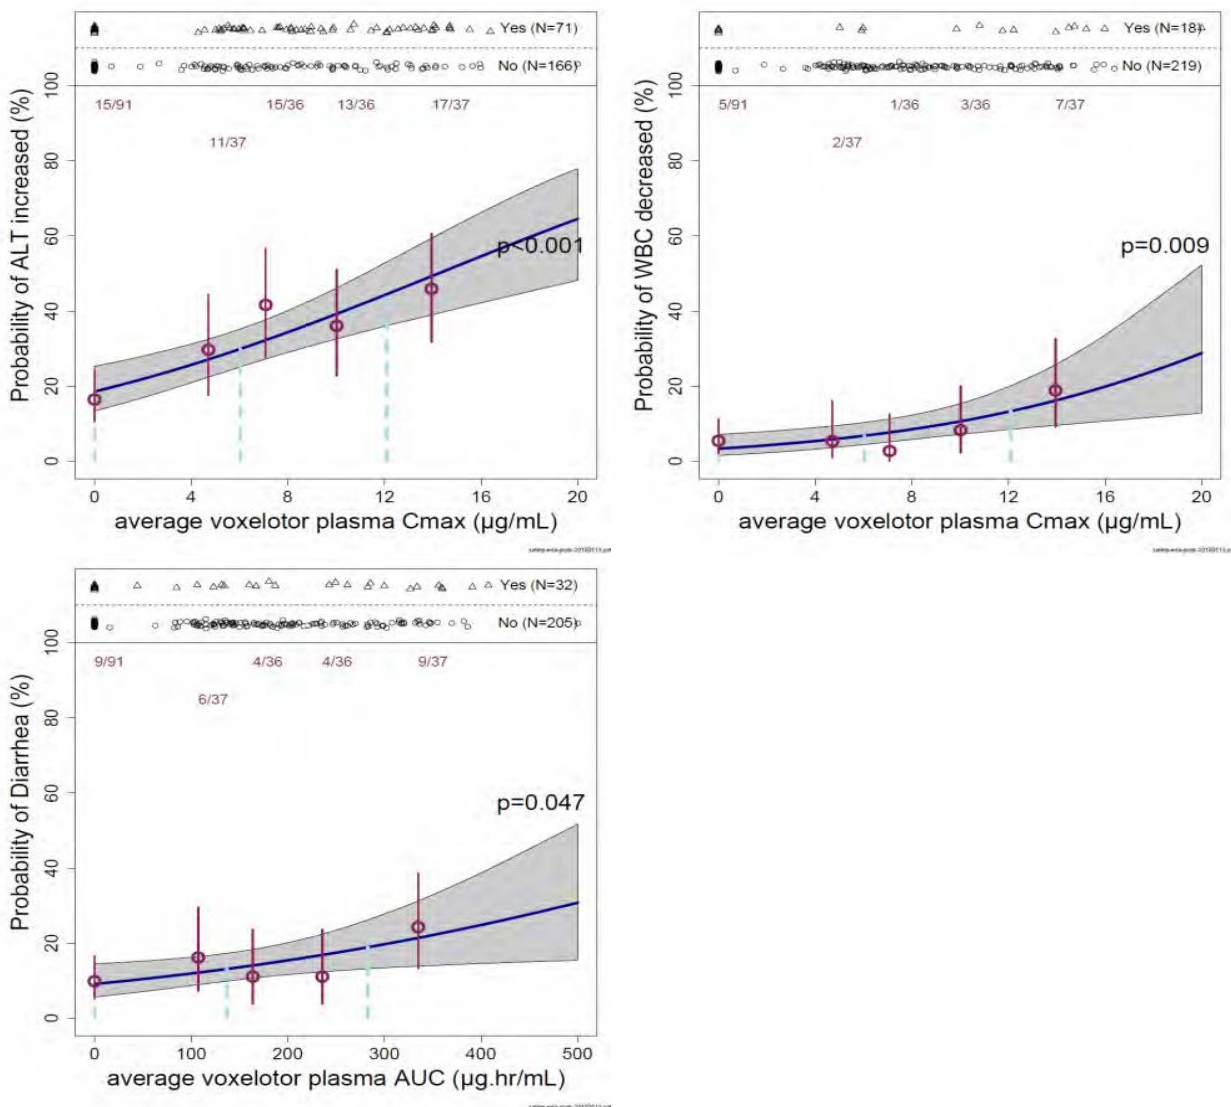 Yes (N=71)
No (N=166)
15/91 15/36 13/36 17/37
11/37
p<0.001
Probability of ALT increased (%)
0 20 40 60 80 100
0 4 8 12 16 20
average voxelotor plasma Cmax (µg/mL)
Yes (N=18)
No (N=219)
5/91 1/36 3/36 7/37
2/37
p=0.009
Probability of WBC decreased (%)
0 20 40 60 80 100
0 4 8 12 16 20
average voxelotor plasma Cmax (µg/mL)
Yes (N=32)
No (N=205)
9/91 4/36 4/36 9/37
6/37
p=0.047
Probability of Diarrhea (%)
0 20 40 60 80 100
0 100 200 300 400 500
average voxelotor plasma AUC (µg.hr/mL)